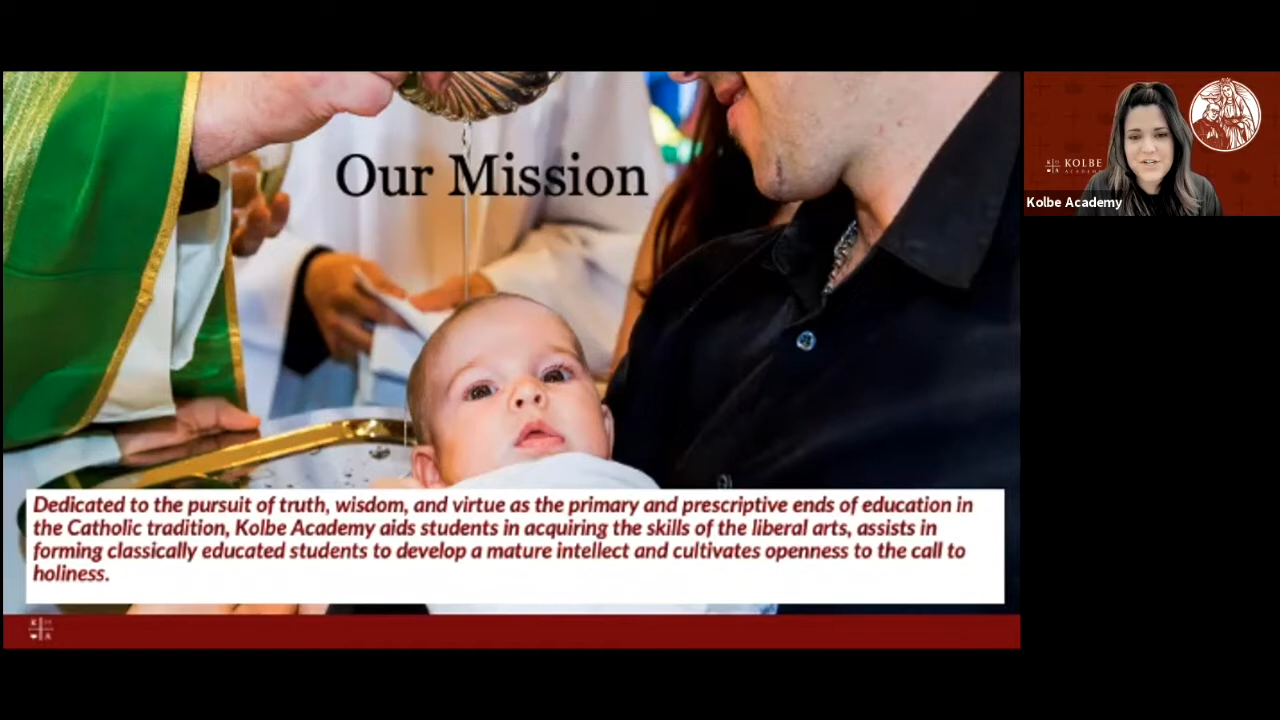 Our Mission
Dedicated to the pursuit of truth, wisdom, and virtue as the primary and prescriptive ends of education in
the Catholic tradition, Kolbe Academy aids students in acquiring the skills of the liberal arts, assists in
forming classically educated students to develop a mature intellect and cultivates openness to the call to
holiness.
K
A
KOLBE
ACADEMY
Kolbe Academy